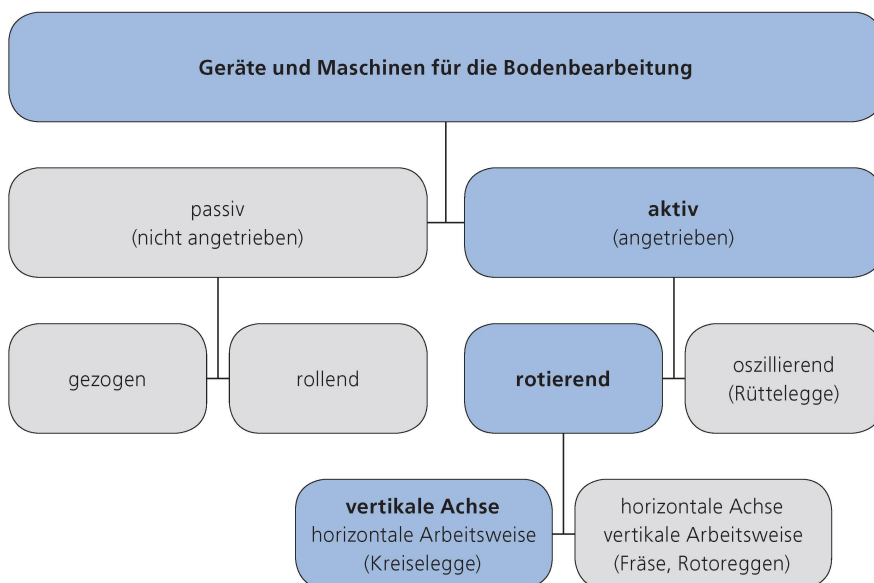 Geräte und Maschinen für die Bodenbearbeitung
passiv
(nicht angetrieben)
aktiv
(angetrieben)
gezogen
rollend
rotierend
oszillierend
(Rüttelegge)
vertikale Achse
horizontale Arbeitsweise
(Kreiselegge)
horizontale Achse
vertikale Arbeitsweise
(Fräse, Rotoreggen)